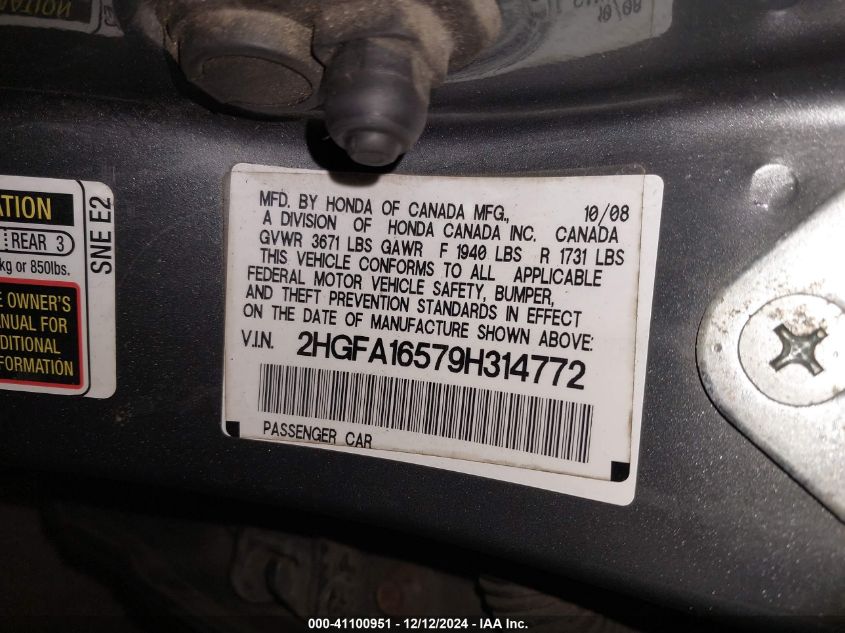 10/08
ATION
REAR 3
kg or 850lbs.
E OWNER'S
ANUAL FOR
DITIONAL
FORMATION
SNE E2
MFD. BY HONDA OF CANADA MFG., 10/08
A DIVISION OF HONDA CANADA INC. CANADA
GVWR 3671 LBS GAWR F 1940 LBS R 1731 LBS
THIS VEHICLE CONFORMS TO ALL APPLICABLE
FEDERAL MOTOR VEHICLE SAFETY, BUMPER,
AND THEFT PREVENTION STANDARDS IN EFFECT
ON THE DATE OF MANUFACTURE SHOWN ABOVE:
V.I.N. 2HGFA16579H314772
PASSENGER CAR
000-41100951 - 12/12/2024 - IAA Inc.